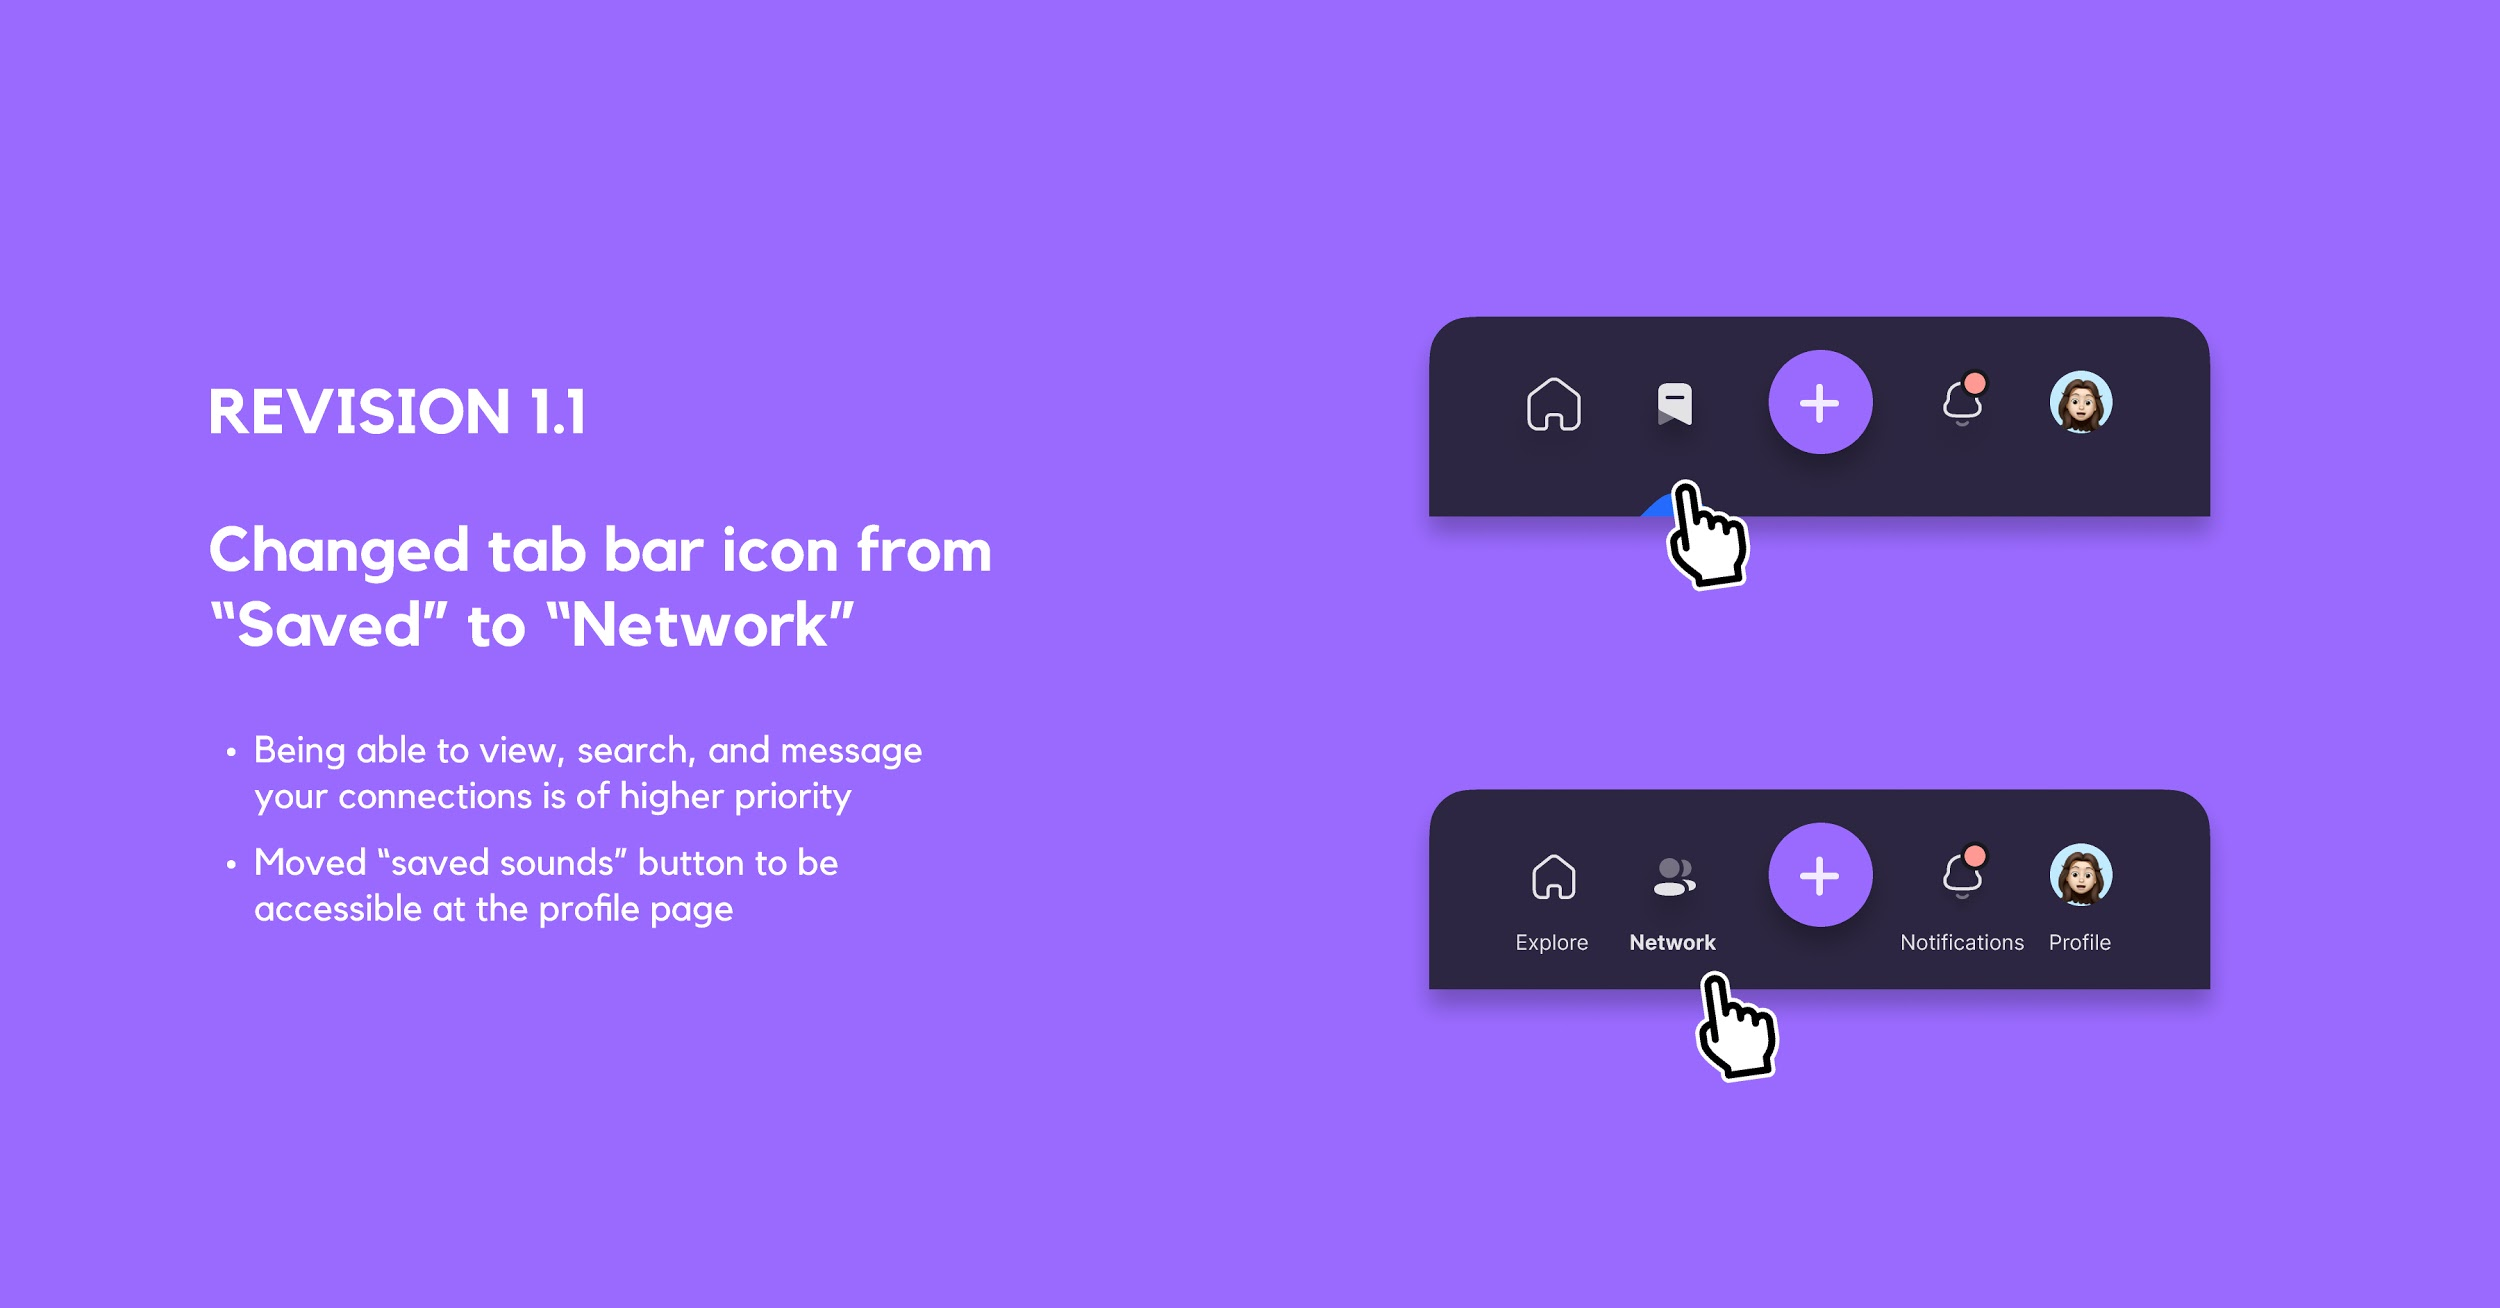 REVISION 1.1
Changed tab bar icon from
“Saved” to “Network”
• Being able to view, search, and message
your connections is of higher priority
• Moved “saved sounds” button to be
accessible at the profile page
Explore
Network
Notifications
Profile